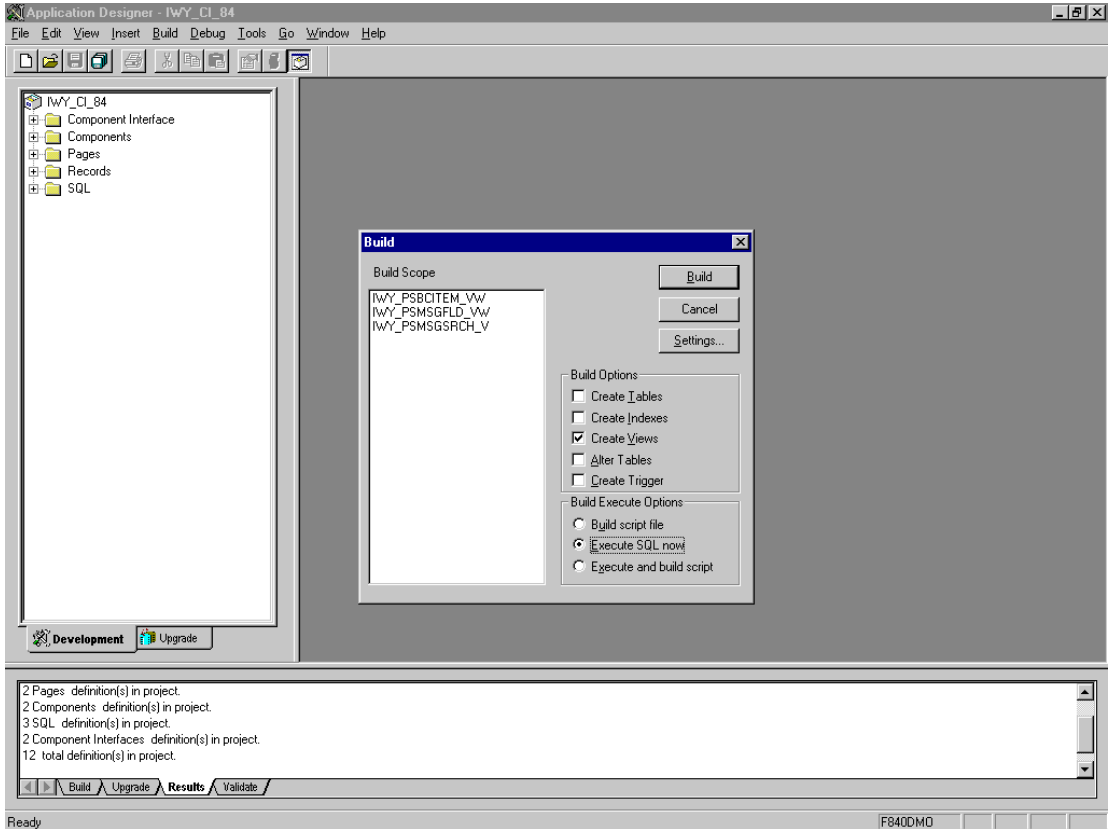 Application Designer - IWY_CI_84
File Edit View Insert Build Debug Tools Go Window Help
IWY_CI_84
Component Interface
Components
Pages
Records
SQL
Development
Upgrade
Build
Build Scope
IWY_PSBCITEM_VW
IWY_PSMSGFLD_VW
IWY_PSMSGSRCH_V
Build
Cancel
Settings...
Build Options
Create Tables
Create Indexes
Create Views
Alter Tables
Create Trigger
Build Execute Options
Build script file
Execute SQL now
Execute and build script
2 Pages definition(s) in project.
2 Components definition(s) in project.
3 SQL definition(s) in project.
2 Component Interfaces definition(s) in project.
12 total definition(s) in project.
Build Upgrade Results Validate
Ready F840DMO